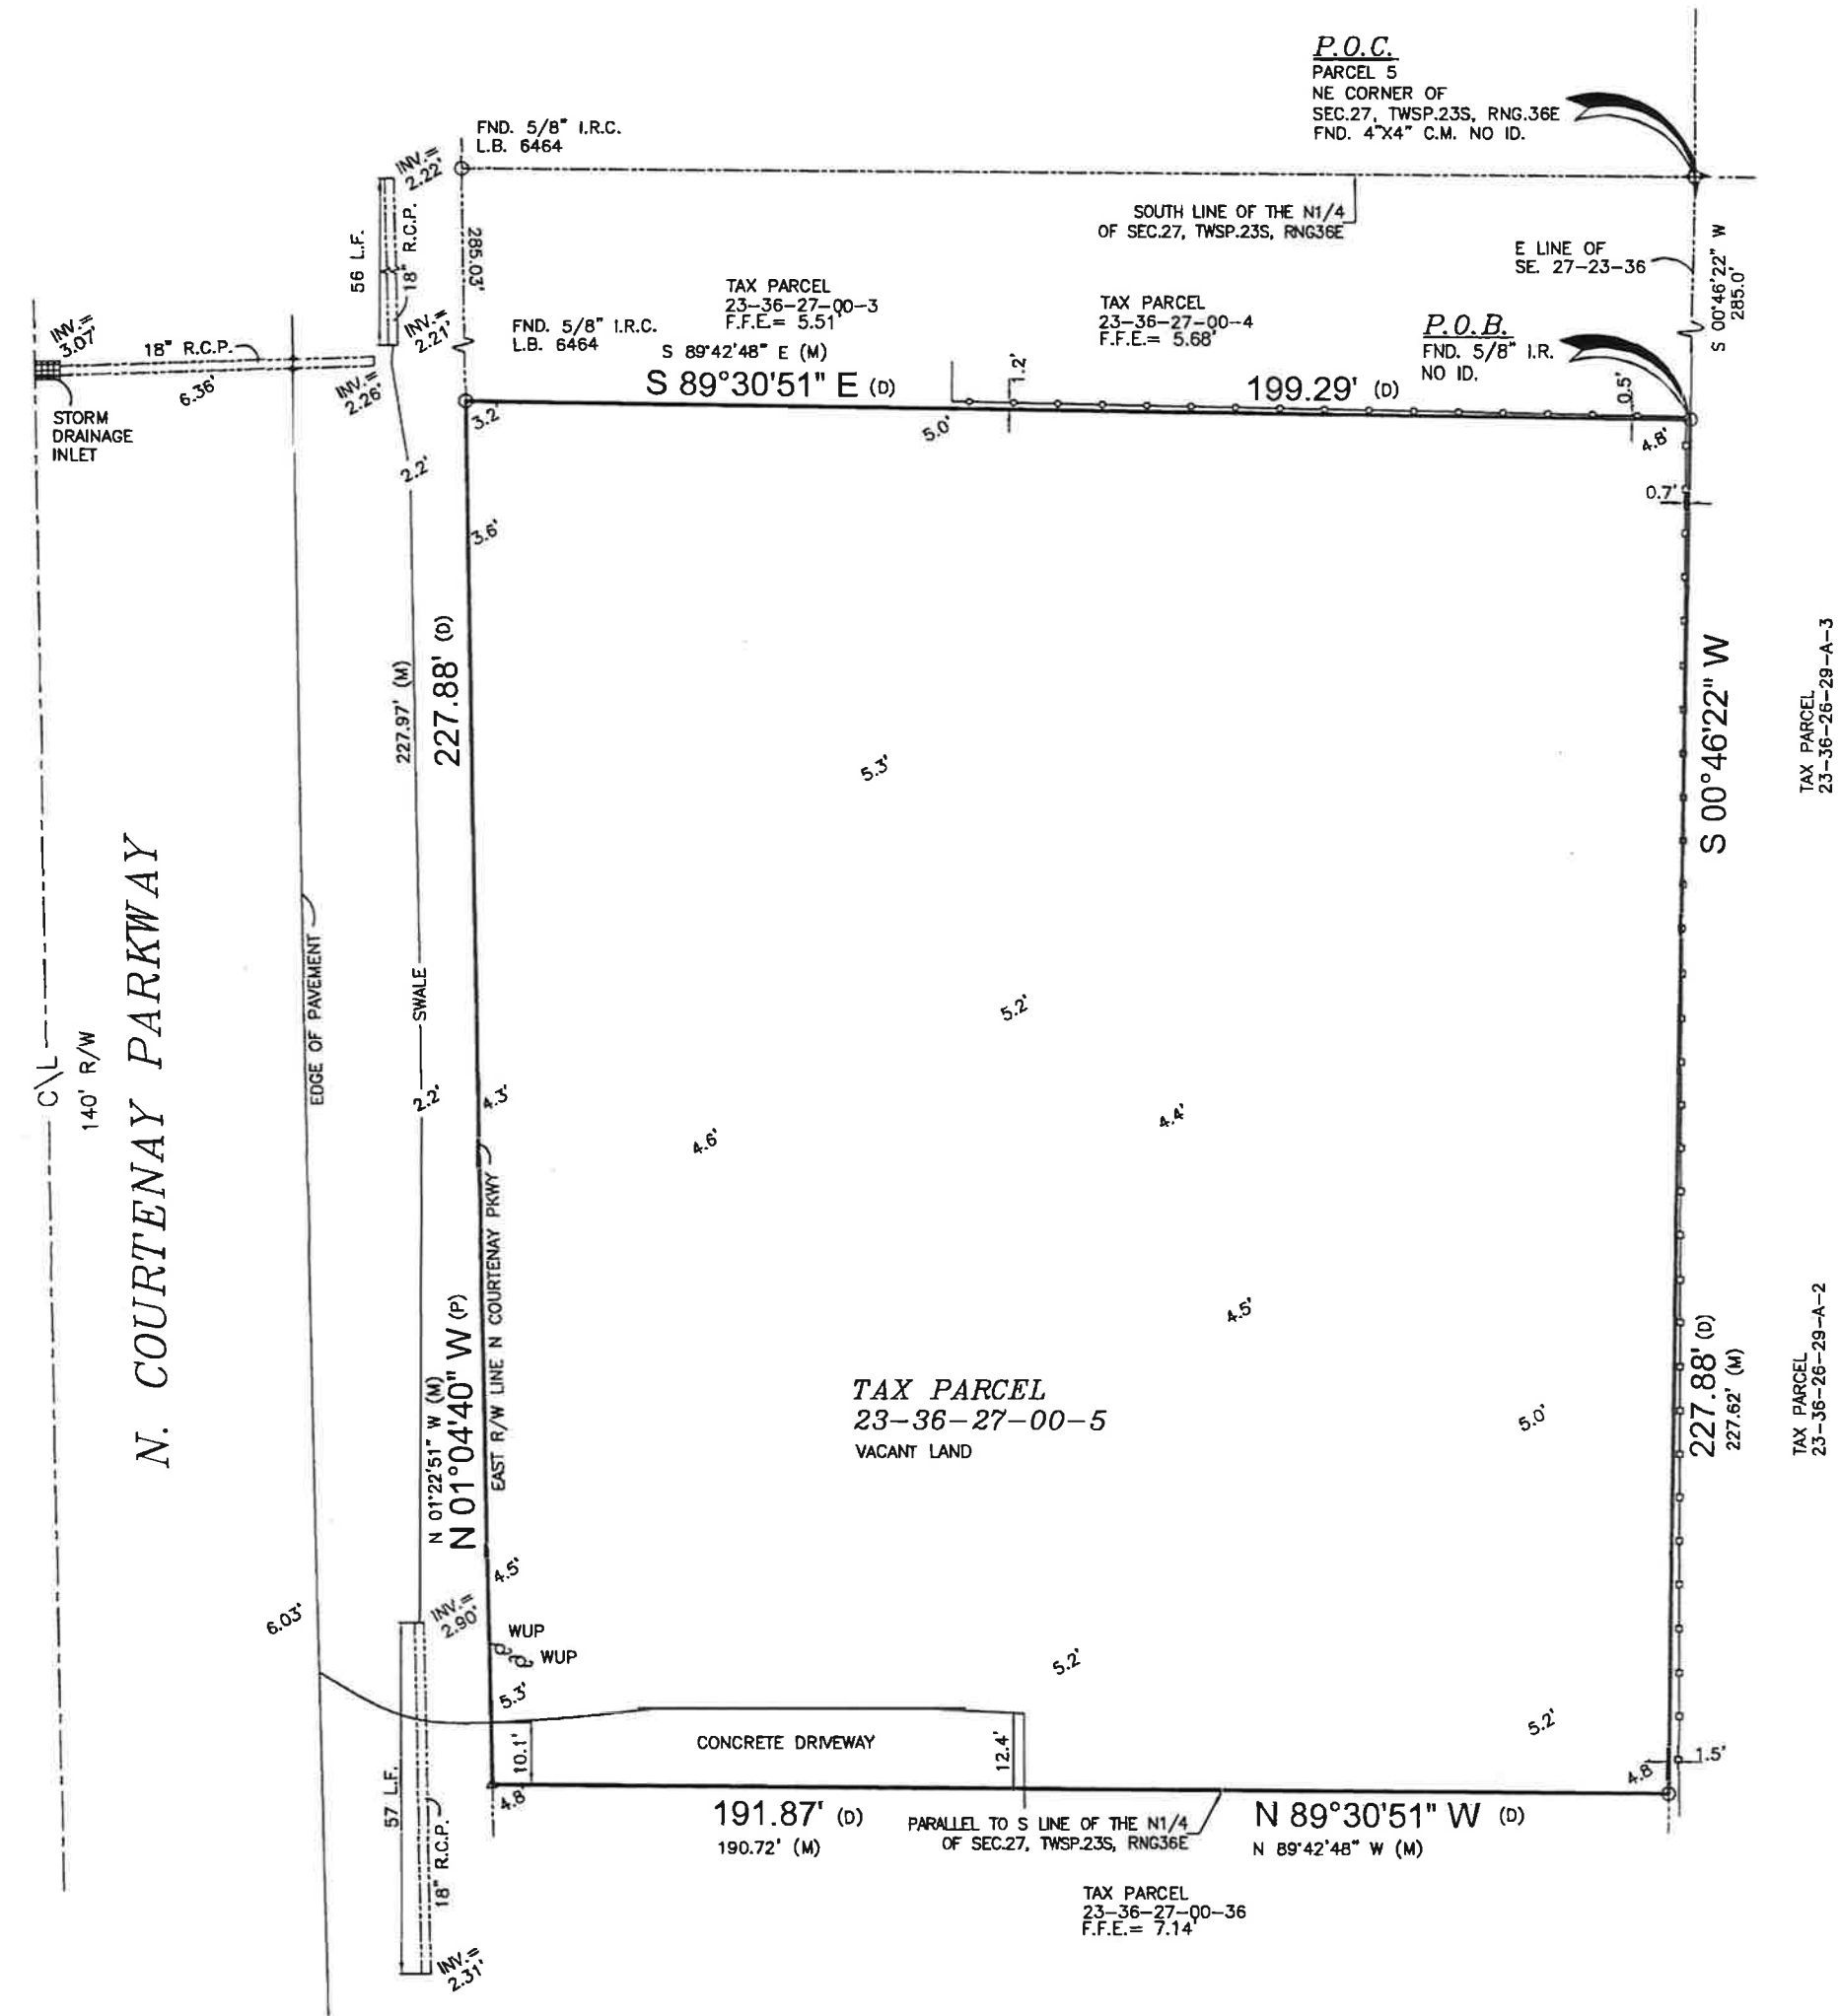 P.O.C.
PARCEL 5
NE CORNER OF
SEC.27, TWSP.23S, RNG.36E
FND. 4"X4" C.M. NO ID.
FND. 5/8" I.R.C.
L.B. 6464
INV.=
2.22'
56 L.F.
18" R.C.P.
285.03'
INV.=
2.21'
SOUTH LINE OF THE N1/4
OF SEC.27, TWSP.23S, RNG36E
E LINE OF
SE. 27-23-36
S 00°46'22" W
285.0'
TAX PARCEL
23-36-27-00-3
F.F.E.= 5.51'
TAX PARCEL
23-36-27-00-4
F.F.E.= 5.68'
P.O.B.
FND. 5/8" I.R.
NO ID.
INV.=
3.07'
18" R.C.P.
6.36'
INV.=
2.26'
STORM
DRAINAGE
INLET
FND. 5/8" I.R.C.
L.B. 6464
S 89°42'48" E (M)
S 89°30'51" E (D)
1.2'
199.29' (D)
0.5'
3.2'
5.0'
4.8'
2.2'
0.7'
3.6'
227.97' (M)
227.88' (D)
S 00°46'22" W
TAX PARCEL
23-36-26-29-A-3
5.3'
N. COURTENAY PARKWAY
C\L
140' R/W
EDGE OF PAVEMENT
SWALE
2.2'
5.2'
4.3'
4.6'
4.4'
EAST R/W LINE N COURTENAY PKWY
N 01°22'51" W (M)
N 01°04'40" W (P)
4.5'
TAX PARCEL
23-36-27-00-5
VACANT LAND
5.0'
227.88' (D)
227.62' (M)
TAX PARCEL
23-36-26-29-A-2
4.5'
6.03'
INV.=
2.90'
WUP
WUP
5.2'
5.3'
5.2'
CONCRETE DRIVEWAY
10.1'
12.4'
1.5'
4.8'
4.8'
57 L.F.
18" R.C.P.
191.87' (D)
190.72' (M)
PARALLEL TO S LINE OF THE N1/4
OF SEC.27, TWSP.23S, RNG36E
N 89°30'51" W (D)
N 89°42'48" W (M)
TAX PARCEL
23-36-27-00-36
F.F.E.= 7.14'
INV.=
2.31'